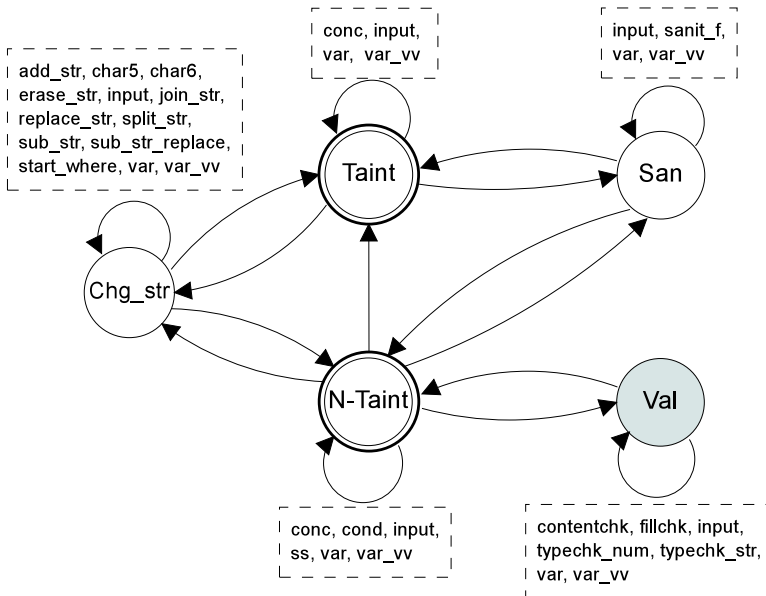 conc, input,
var, var_vv
input, sanit_f,
var, var_vv
add_str, char5, char6,
erase_str, input, join_str,
replace_str, split_str,
sub_str, sub_str_replace,
start_where, var, var_vv
Taint
San
Chg_str
N-Taint
Val
conc, cond, input,
ss, var, var_vv
contentchk, fillchk, input,
typechk_num, typechk_str,
var, var_vv